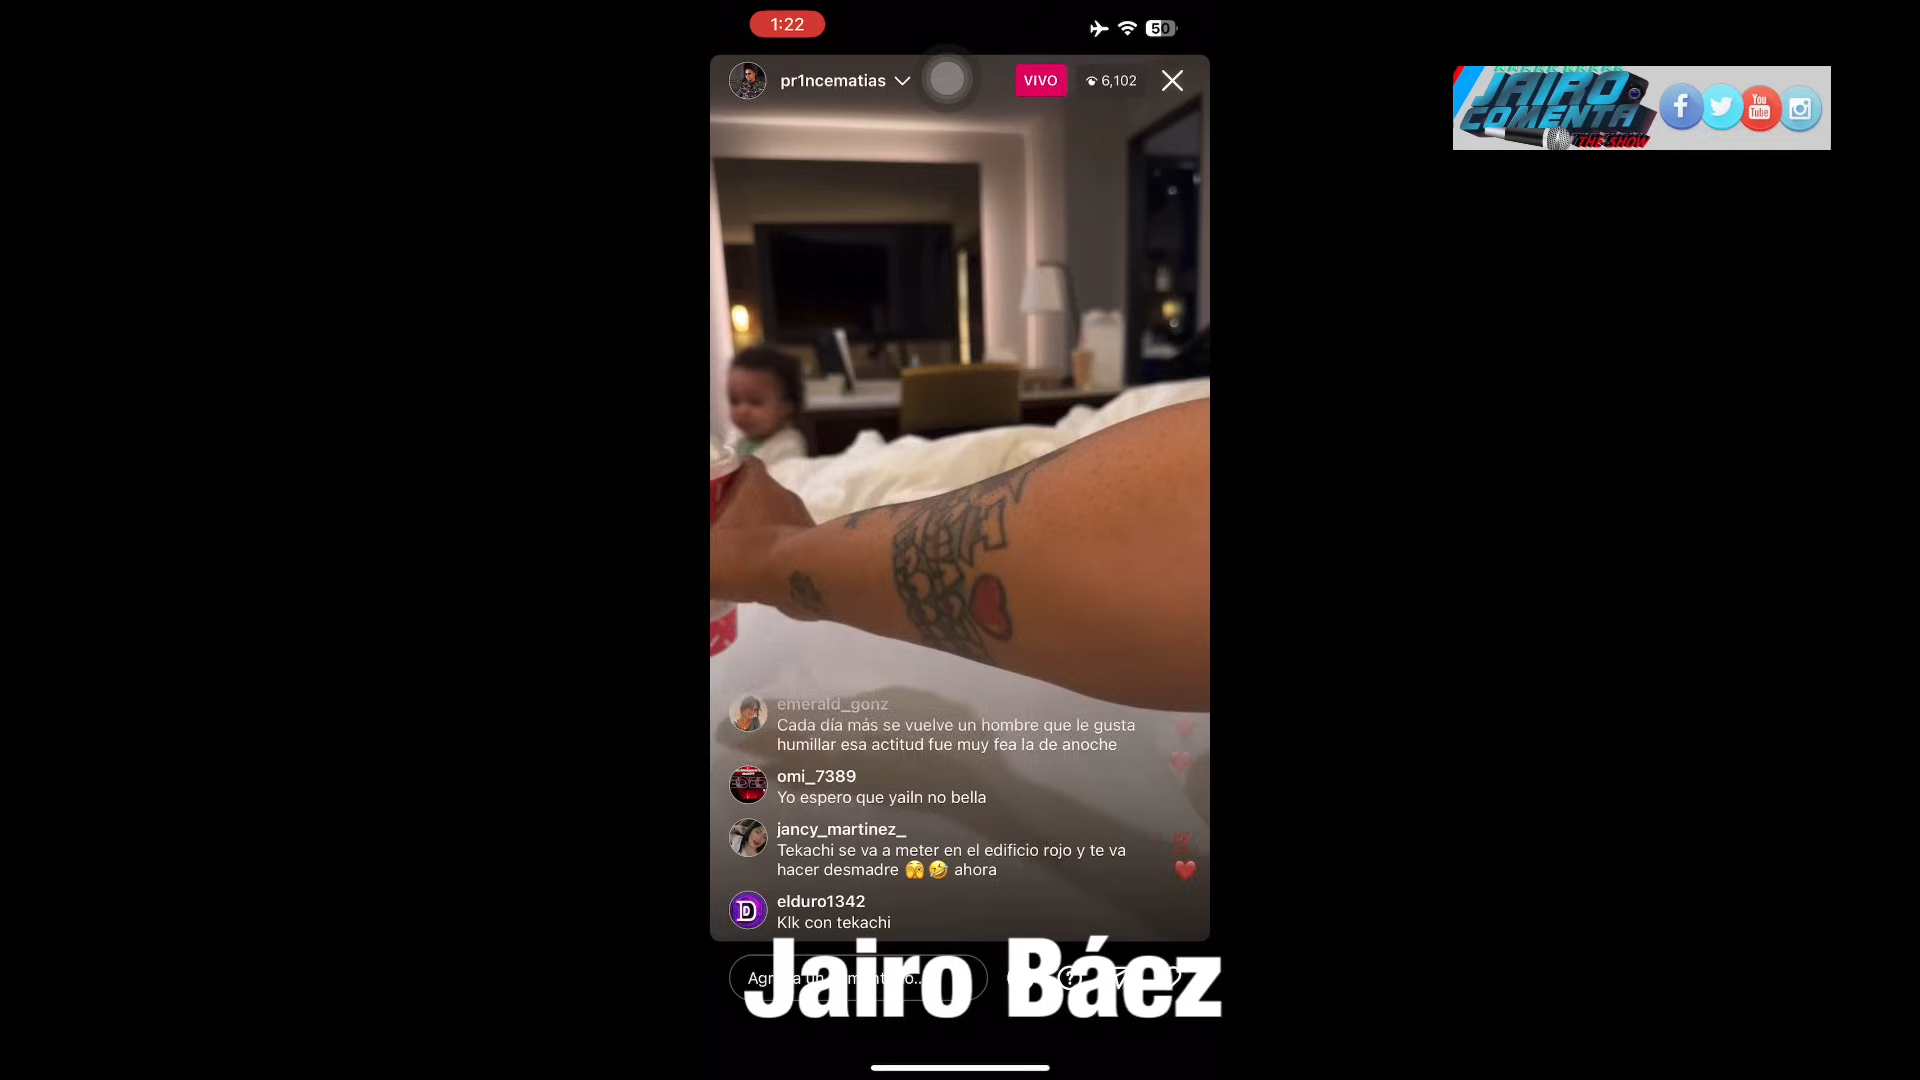 1:22
50
pr1ncematias
VIVO
6,102
JAIRO
COMENTA
THE SHOW
You
Tube
emerald_gonz
Cada día más se vuelve un hombre que le gusta
humillar esa actitud fue muy fea la de anoche
omi_7389
Yo espero que yailn no bella
jancy_martinez_
Tekachi se va a meter en el edificio rojo y te va
hacer desmadre 🫣🤣 ahora
elduro1342
Klk con tekachi
Jairo Báez